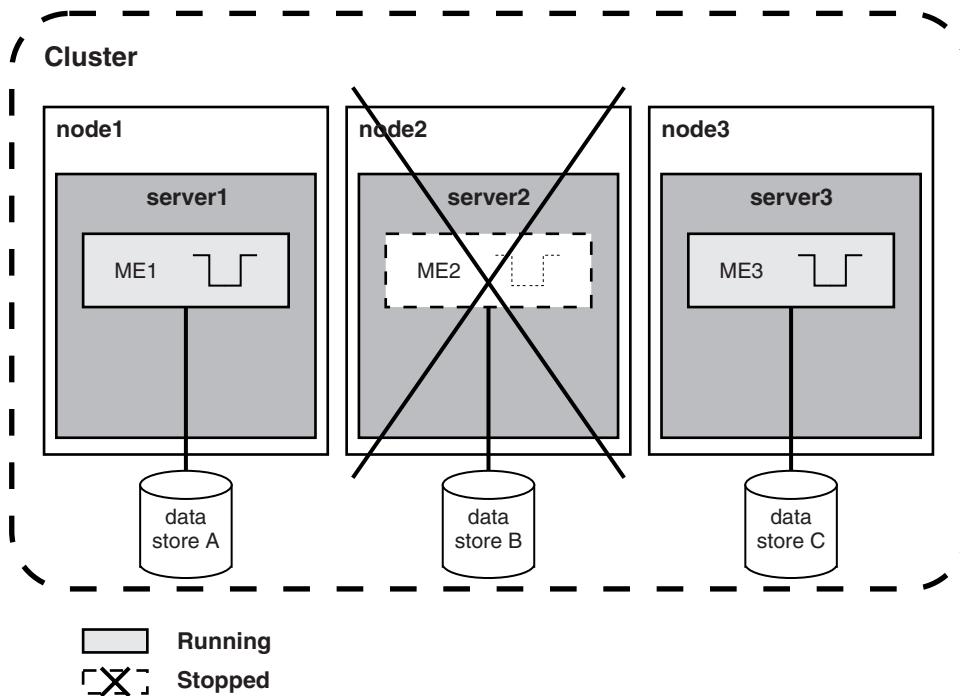 Cluster
node1
server1
ME1
data
store A
node2
server2
ME2
data
store B
node3
server3
ME3
data
store C
Running
Stopped